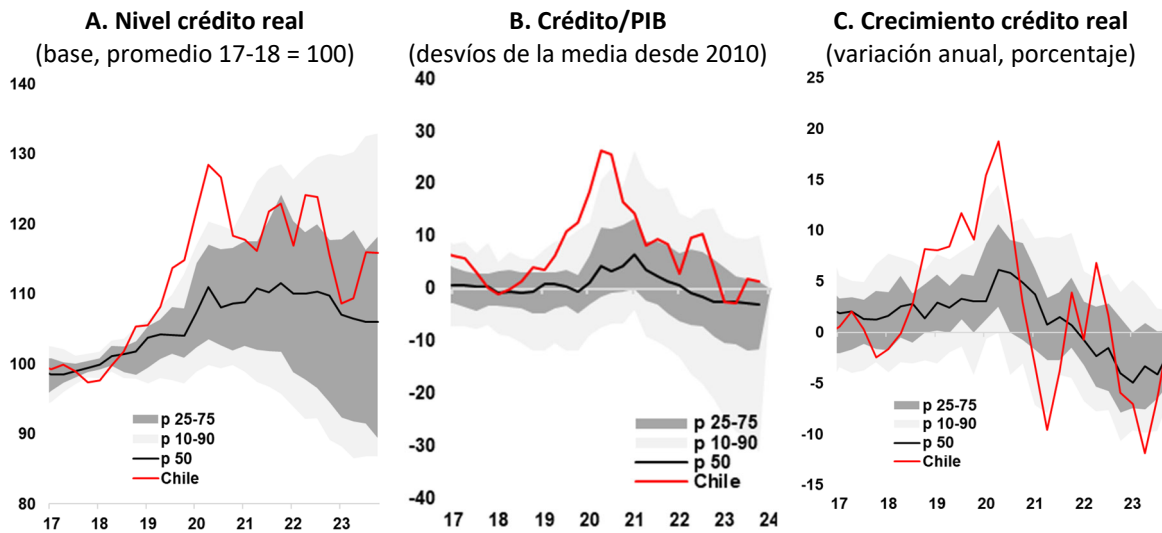 A. Nivel crédito real
(base, promedio 17-18 = 100)
140
130
120
110
100
90
80
p 25-75
p 10-90
p 50
Chile
17 18 19 20 21 22 23
B. Crédito/PIB
(desvíos de la media desde 2010)
40
30
20
10
0
-10
-20
-30
-40
p 25-75
p 10-90
p 50
Chile
17 18 19 20 21 22 23 24
C. Crecimiento crédito real
(variación anual, porcentaje)
25
20
15
10
5
0
-5
-10
-15
p 25-75
p 10-90
p 50
Chile
17 18 19 20 21 22 23